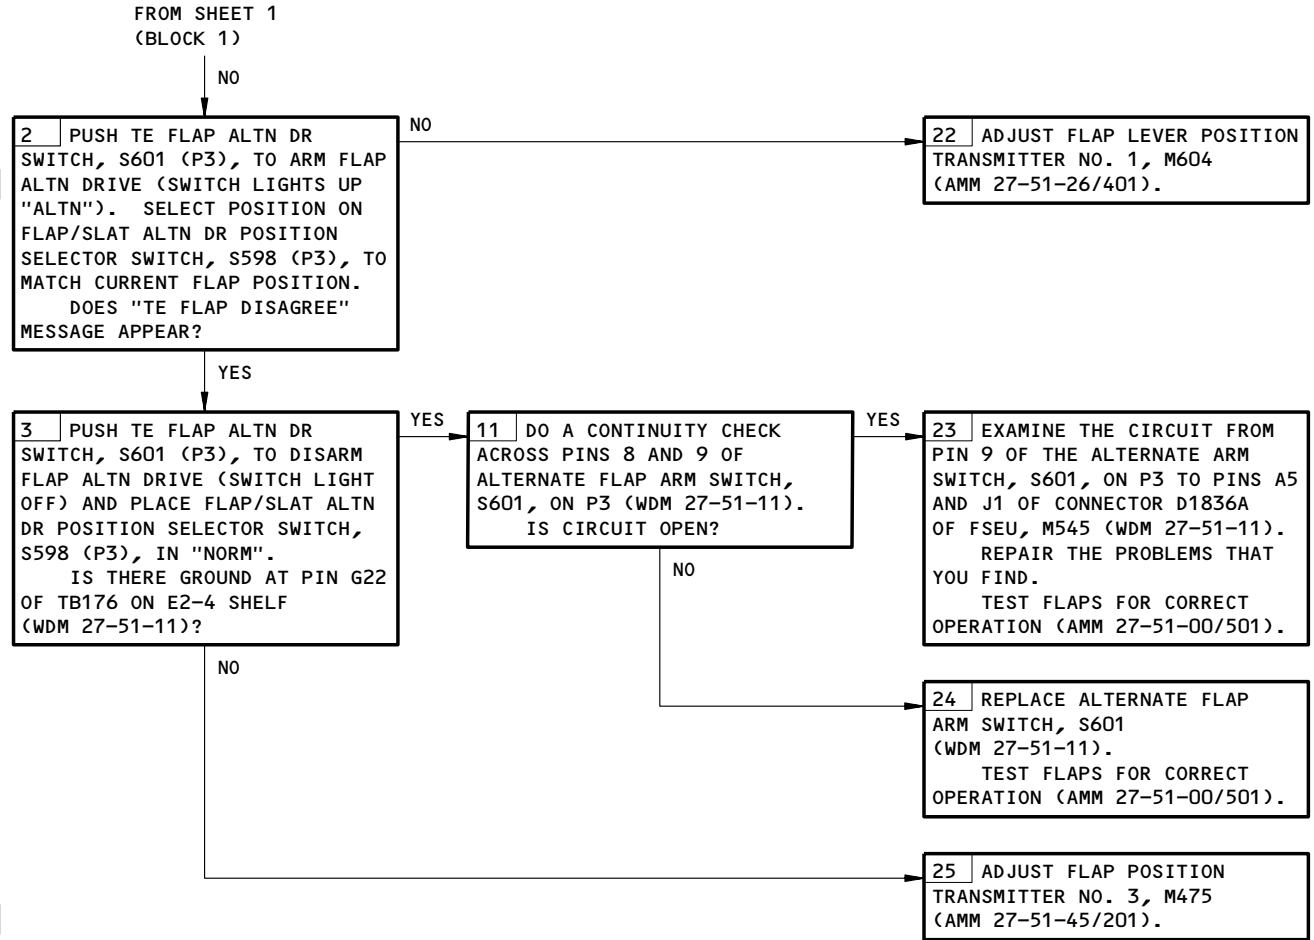 FROM SHEET 1
(BLOCK 1)
NO
2 PUSH TE FLAP ALTN DR
SWITCH, S601 (P3), TO ARM FLAP
ALTN DRIVE (SWITCH LIGHTS UP
"ALTN"). SELECT POSITION ON
FLAP/SLAT ALTN DR POSITION
SELECTOR SWITCH, S598 (P3), TO
MATCH CURRENT FLAP POSITION.
DOES "TE FLAP DISAGREE"
MESSAGE APPEAR?
NO
22 ADJUST FLAP LEVER POSITION
TRANSMITTER NO. 1, M604
(AMM 27-51-26/401).
YES
3 PUSH TE FLAP ALTN DR
SWITCH, S601 (P3), TO DISARM
FLAP ALTN DRIVE (SWITCH LIGHT
OFF) AND PLACE FLAP/SLAT ALTN
DR POSITION SELECTOR SWITCH,
S598 (P3), IN "NORM".
IS THERE GROUND AT PIN G22
OF TB176 ON E2-4 SHELF
(WDM 27-51-11)?
YES
11 DO A CONTINUITY CHECK
ACROSS PINS 8 AND 9 OF
ALTERNATE FLAP ARM SWITCH,
S601, ON P3 (WDM 27-51-11).
IS CIRCUIT OPEN?
YES
23 EXAMINE THE CIRCUIT FROM
PIN 9 OF THE ALTERNATE ARM
SWITCH, S601, ON P3 TO PINS A5
AND J1 OF CONNECTOR D1836A
OF FSEU, M545 (WDM 27-51-11).
REPAIR THE PROBLEMS THAT
YOU FIND.
TEST FLAPS FOR CORRECT
OPERATION (AMM 27-51-00/501).
NO
24 REPLACE ALTERNATE FLAP
ARM SWITCH, S601
(WDM 27-51-11).
TEST FLAPS FOR CORRECT
OPERATION (AMM 27-51-00/501).
NO
25 ADJUST FLAP POSITION
TRANSMITTER NO. 3, M475
(AMM 27-51-45/201).